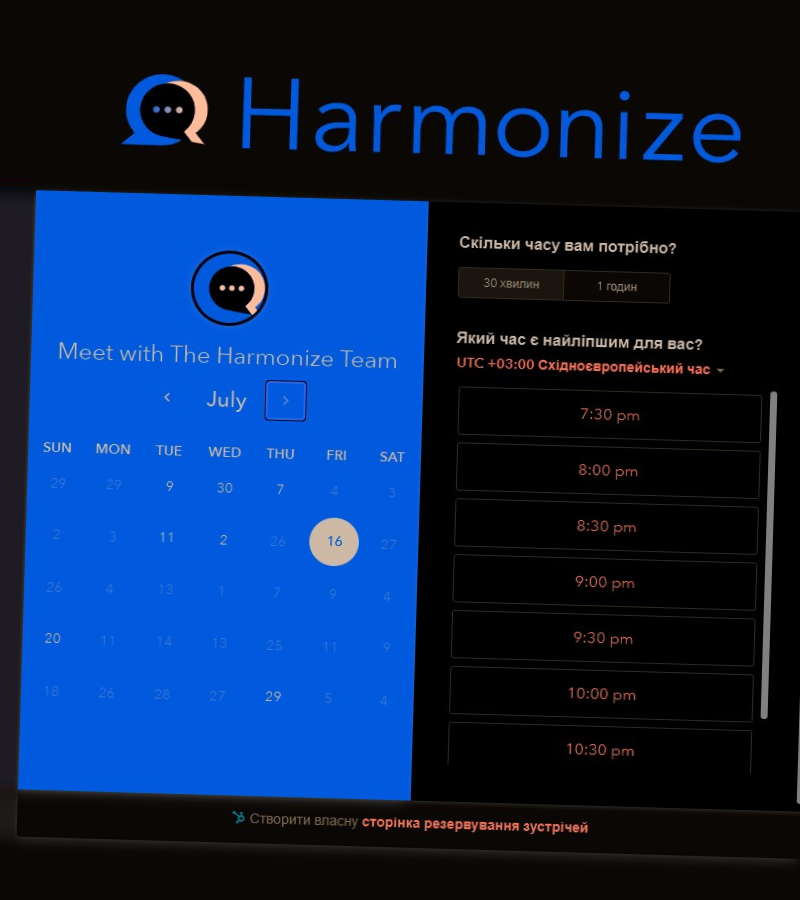 Harmonize
Meet with The Harmonize Team
July
SUN MON TUE WED THU FRI SAT
29 29 9 30 7 4 3
2 3 11 2 26 16 27
26 4 13 1 7 9 4
20 11 14 13 25 11 9
18 26 28 27 29 5 4
Скільки часу вам потрібно?
30 хвилин 1 годин
Який час є найліпшим для вас?
UTC +03:00 Східноєвропейський час
7:30 pm
8:00 pm
8:30 pm
9:00 pm
9:30 pm
10:00 pm
10:30 pm
Створити власну сторінка резервування зустрічей